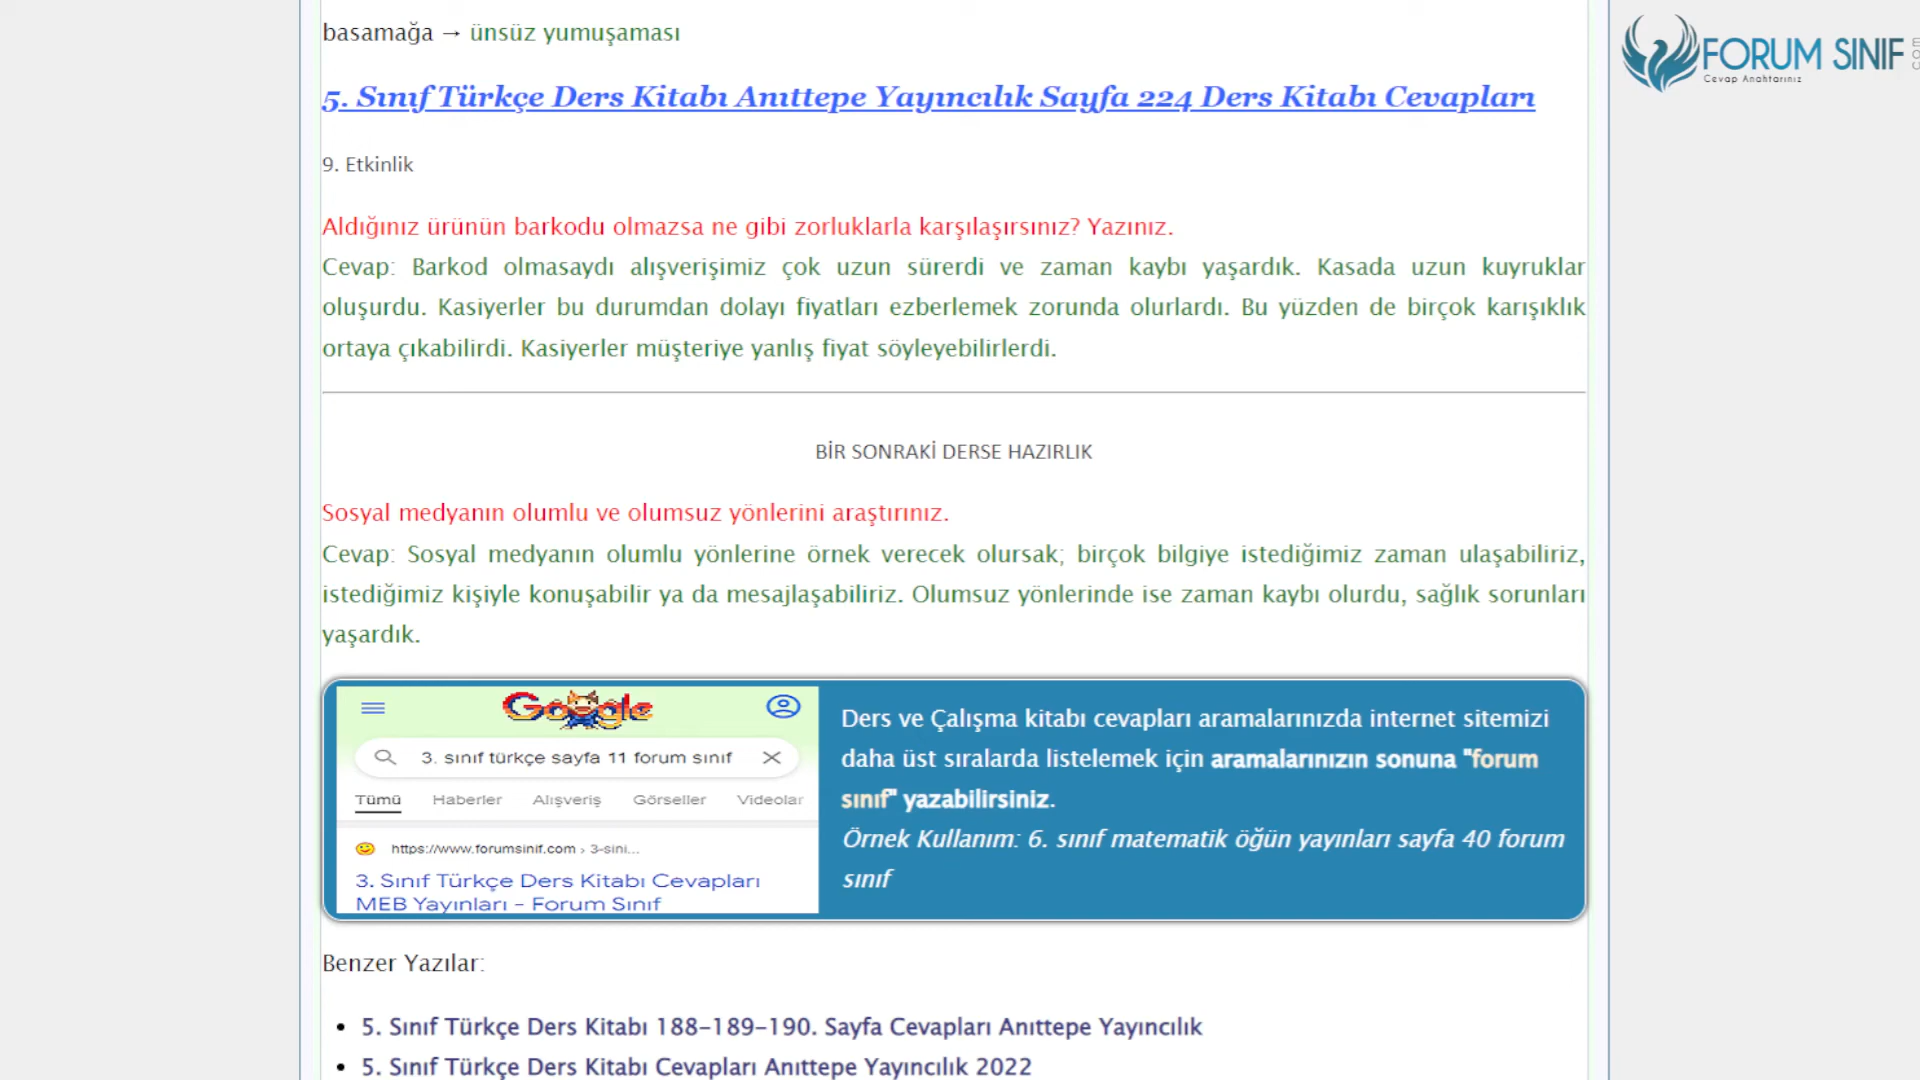 basamağa → ünsüz yumuşaması
FORUM SINIF
Cevap Anahtarınız
5. Sınıf Türkçe Ders Kitabı Anıttepe Yayıncılık Sayfa 224 Ders Kitabı Cevapları
9. Etkinlik
Aldığınız ürünün barkodu olmazsa ne gibi zorluklarla karşılaşırsınız? Yazınız.
Cevap: Barkod olmasaydı alışverişimiz çok uzun sürerdi ve zaman kaybı yaşardık. Kasada uzun kuyruklar
oluşurdu. Kasiyerler bu durumdan dolayı fiyatları ezberlemek zorunda olurlardı. Bu yüzden de birçok karışıklık
ortaya çıkabilirdi. Kasiyerler müşteriye yanlış fiyat söyleyebilirlerdi.
BİR SONRAKİ DERSE HAZIRLIK
Sosyal medyanın olumlu ve olumsuz yönlerini araştırınız.
Cevap: Sosyal medyanın olumlu yönlerine örnek verecek olursak; birçok bilgiye istediğimiz zaman ulaşabiliriz,
istediğimiz kişiyle konuşabilir ya da mesajlaşabiliriz. Olumsuz yönlerinde ise zaman kaybı olurdu, sağlık sorunları
yaşardık.
Google
3. sınıf türkçe sayfa 11 forum sınıf
Tümü Haberler Alışveriş Görseller Videolar
https://www.forumsinif.com › 3-sini...
3. Sınıf Türkçe Ders Kitabı Cevapları
MEB Yayınları – Forum Sınıf
Ders ve Çalışma kitabı cevapları aramalarınızda internet sitemizi
daha üst sıralarda listelemek için aramalarınızın sonuna "forum
sınıf" yazabilirsiniz.
Örnek Kullanım: 6. sınıf matematik öğün yayınları sayfa 40 forum
sınıf
Benzer Yazılar:
• 5. Sınıf Türkçe Ders Kitabı 188-189-190. Sayfa Cevapları Anıttepe Yayıncılık
• 5. Sınıf Türkçe Ders Kitabı Cevapları Anıttepe Yayıncılık 2022